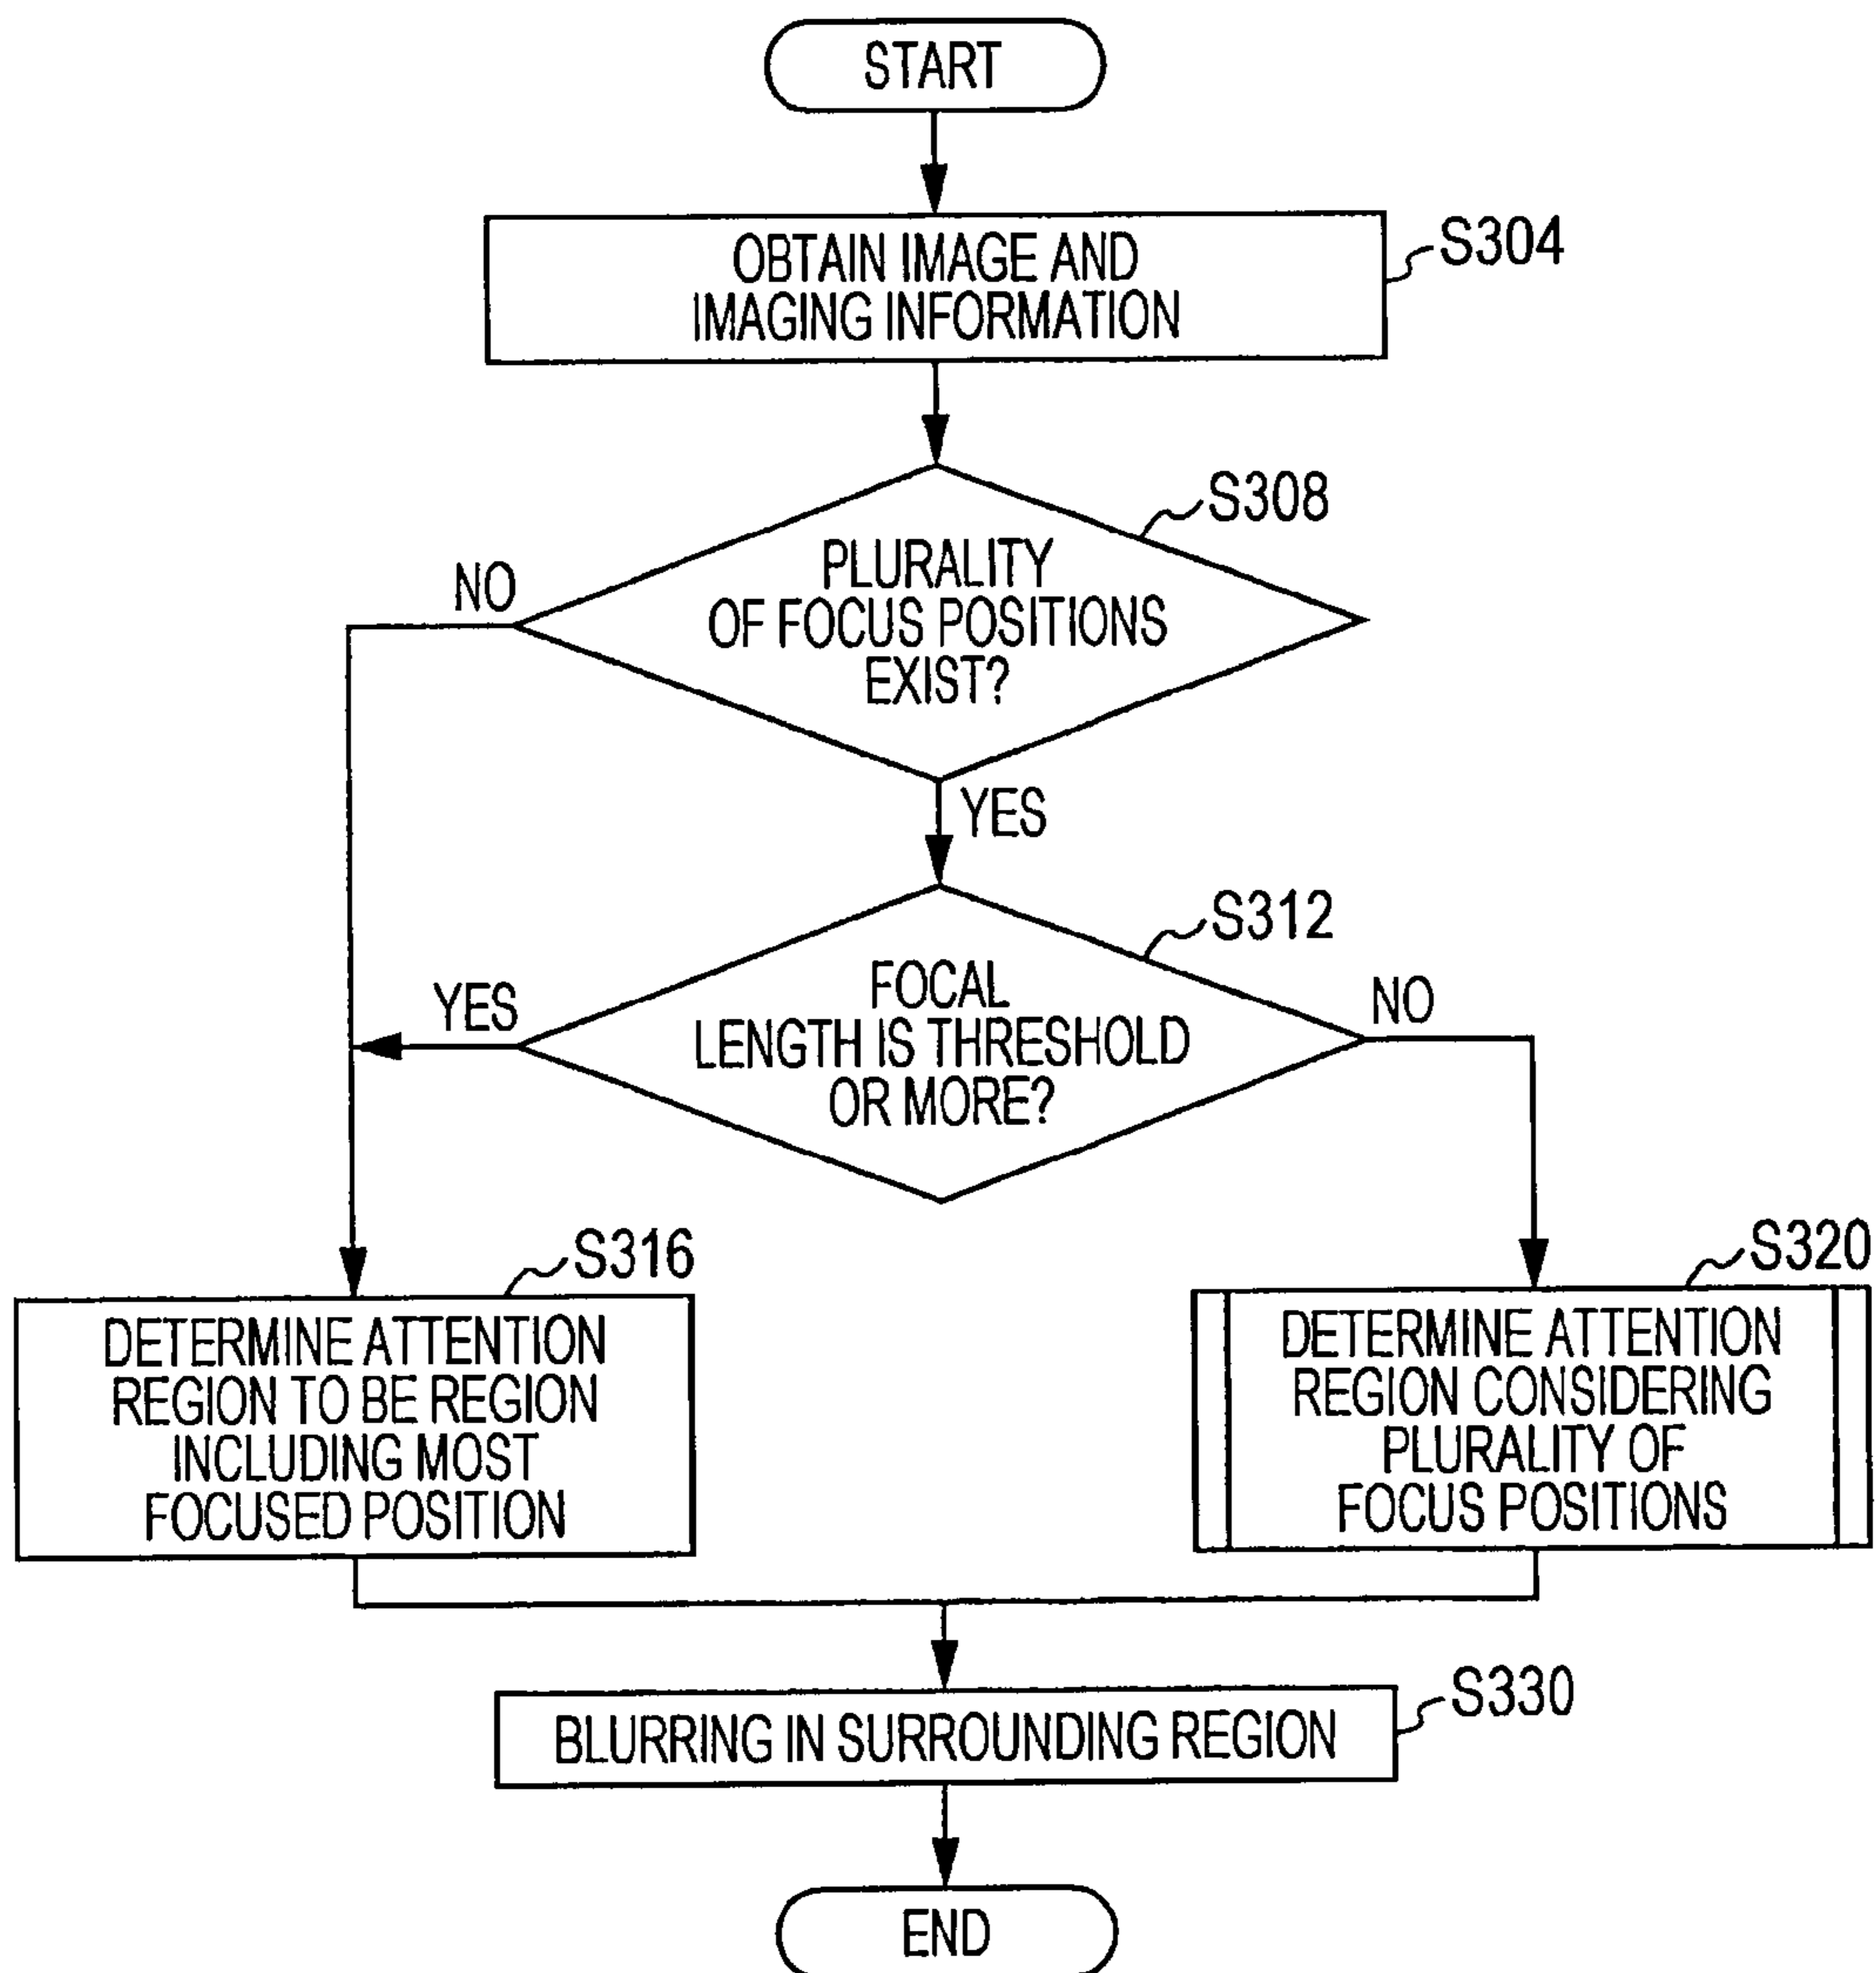 START
OBTAIN IMAGE AND
IMAGING INFORMATION
S304
S308
PLURALITY
OF FOCUS POSITIONS
EXIST?
NO
YES
S312
FOCAL
LENGTH IS THRESHOLD
OR MORE?
YES
NO
S316
DETERMINE ATTENTION
REGION TO BE REGION
INCLUDING MOST
FOCUSED POSITION
S320
DETERMINE ATTENTION
REGION CONSIDERING
PLURALITY OF
FOCUS POSITIONS
S330
BLURRING IN SURROUNDING REGION
END